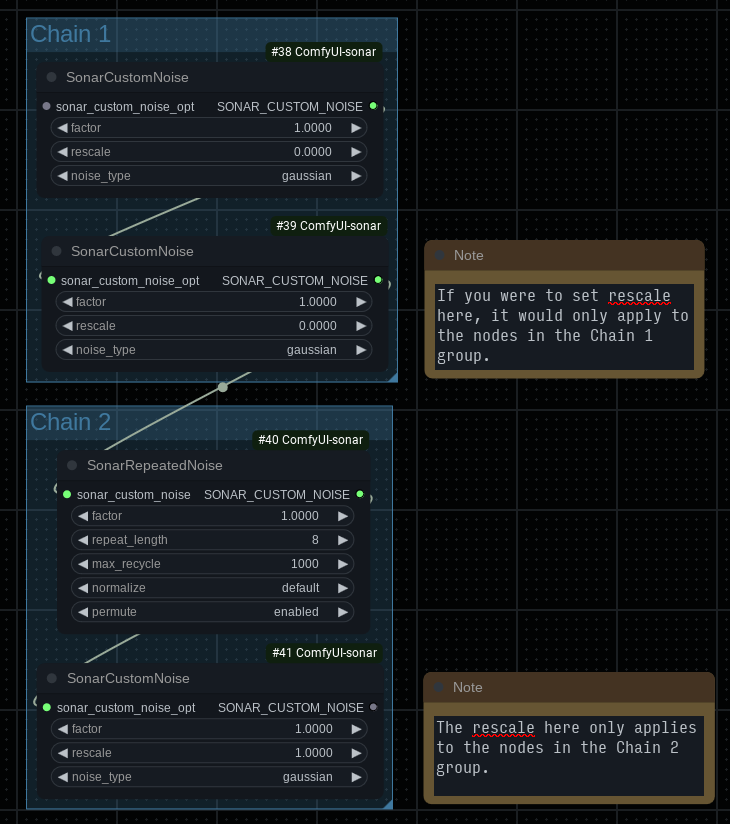 Chain 1
#38 ComfyUI-sonar
SonarCustomNoise
sonar_custom_noise_opt SONAR_CUSTOM_NOISE
factor 1.0000
rescale 0.0000
noise_type gaussian
#39 ComfyUI-sonar
SonarCustomNoise
sonar_custom_noise_opt SONAR_CUSTOM_NOISE
factor 1.0000
rescale 0.0000
noise_type gaussian
Note
If you were to set rescale
here, it would only apply to
the nodes in the Chain 1
group.
Chain 2
#40 ComfyUI-sonar
SonarRepeatedNoise
sonar_custom_noise SONAR_CUSTOM_NOISE
factor 1.0000
repeat_length 8
max_recycle 1000
normalize default
permute enabled
#41 ComfyUI-sonar
SonarCustomNoise
sonar_custom_noise_opt SONAR_CUSTOM_NOISE
factor 1.0000
rescale 1.0000
noise_type gaussian
Note
The rescale here only applies
to the nodes in the Chain 2
group.